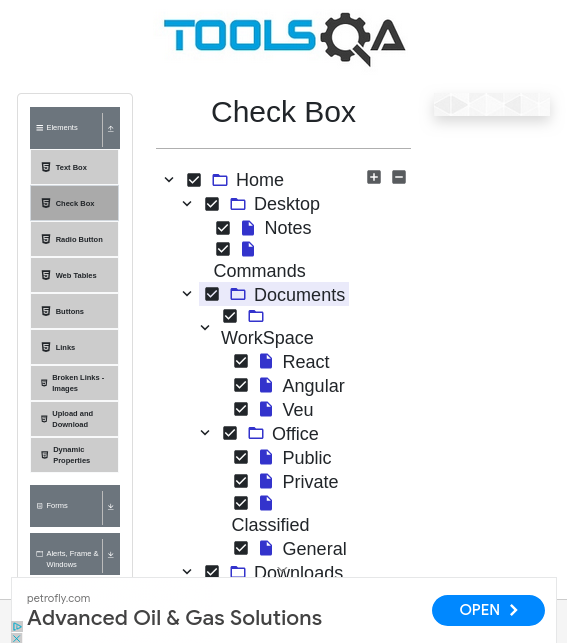 TOOLSQA
Check Box
Elements
Text Box
Check Box
Radio Button
Web Tables
Buttons
Links
Broken Links -
Images
Upload and
Download
Dynamic
Properties
Forms
Alerts, Frame &
Windows
Home
Desktop
Notes
Commands
Documents
WorkSpace
React
Angular
Veu
Office
Public
Private
Classified
General
Downloads
petrofly.com
Advanced Oil & Gas Solutions
OPEN